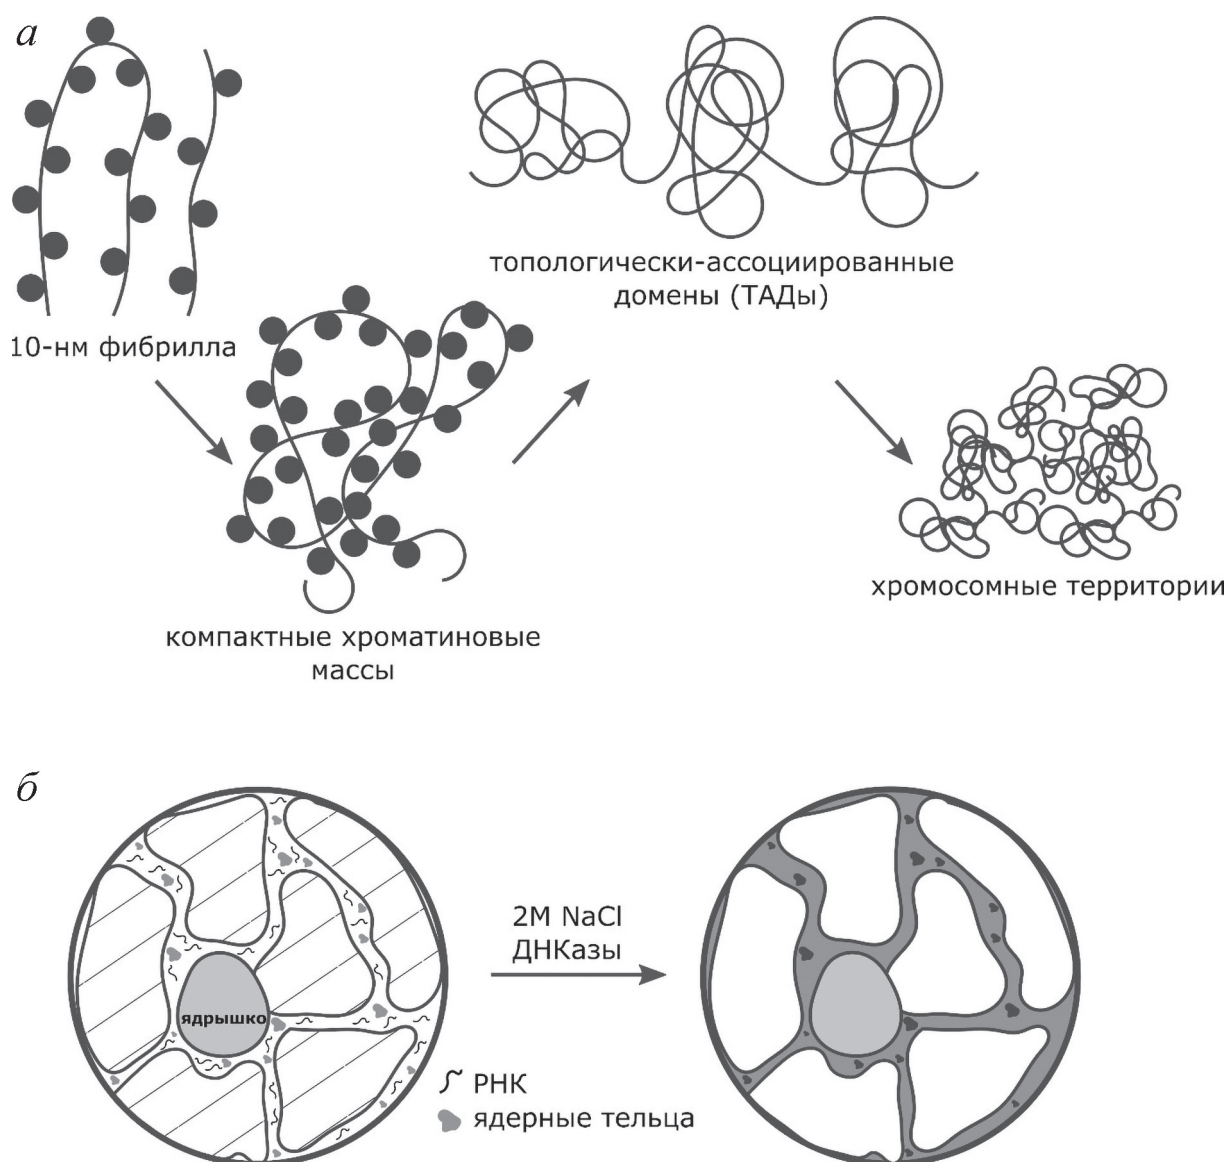 а
топологически-ассоциированные
домены (ТАДы)
10-нм фибрилла
хромосомные территории
компактные хроматиновые
массы
б
2М NaCl
ДНКазы
ядрышко
РНК
ядерные тельца